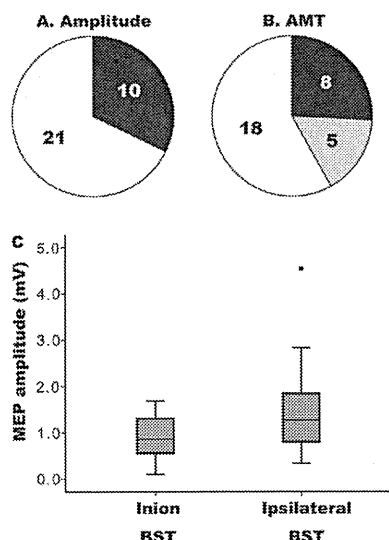 A. Amplitude
B. AMT
10
21
8
18
5
C
MEP amplitude (mV)
5.0
4.0
3.0
2.0
1.0
0.0
Inion
BST
Ipsilateral
BST